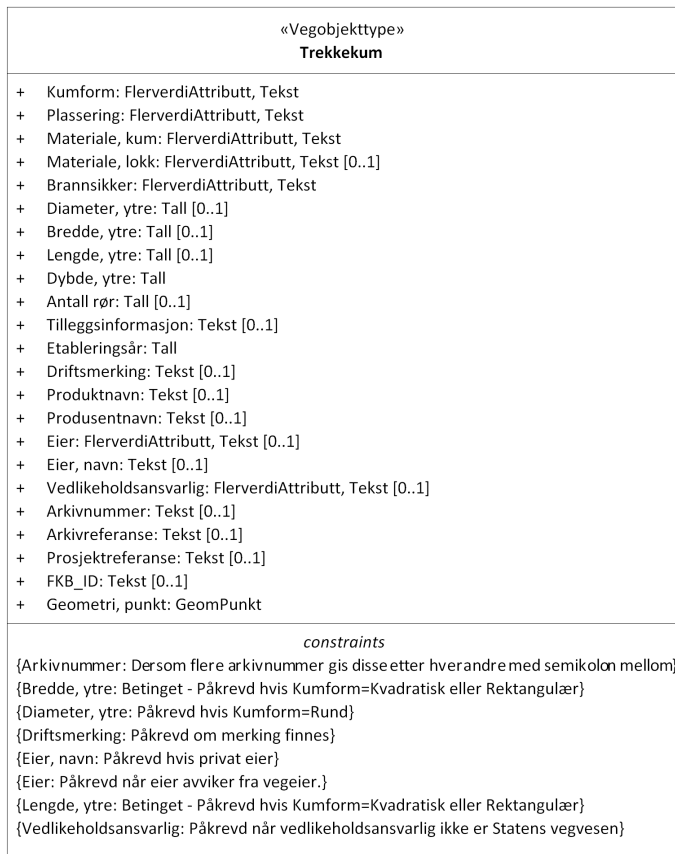 «Vegobjekttype»
Trekkekum
+ Kumform: FlerverdiAttributt, Tekst
+ Plassering: FlerverdiAttributt, Tekst
+ Materiale, kum: FlerverdiAttributt, Tekst
+ Materiale, lokk: FlerverdiAttributt, Tekst [0..1]
+ Brannsikker: FlerverdiAttributt, Tekst
+ Diameter, ytre: Tall [0..1]
+ Bredde, ytre: Tall [0..1]
+ Lengde, ytre: Tall [0..1]
+ Dybde, ytre: Tall
+ Antall rør: Tall [0..1]
+ Tilleggsinformasjon: Tekst [0..1]
+ Etableringsår: Tall
+ Driftsmerking: Tekst [0..1]
+ Produktnavn: Tekst [0..1]
+ Produsentnavn: Tekst [0..1]
+ Eier: FlerverdiAttributt, Tekst [0..1]
+ Eier, navn: Tekst [0..1]
+ Vedlikeholdsansvarlig: FlerverdiAttributt, Tekst [0..1]
+ Arkivnummer: Tekst [0..1]
+ Arkivreferanse: Tekst [0..1]
+ Prosjektreferanse: Tekst [0..1]
+ FKB_ID: Tekst [0..1]
+ Geometri, punkt: GeomPunkt
constraints
{Arkivnummer: Dersom flere arkivnummer gis disse etter hverandre med semikolon mellom}
{Bredde, ytre: Betinget - Påkrevd hvis Kumform=Kvadratisk eller Rektangulær}
{Diameter, ytre: Påkrevd hvis Kumform=Rund}
{Driftsmerking: Påkrevd om merking finnes}
{Eier, navn: Påkrevd hvis privat eier}
{Eier: Påkrevd når eier avviker fra vegeier.}
{Lengde, ytre: Betinget - Påkrevd hvis Kumform=Kvadratisk eller Rektangulær}
{Vedlikeholdsansvarlig: Påkrevd når vedlikeholdsansvarlig ikke er Statens vegvesen}